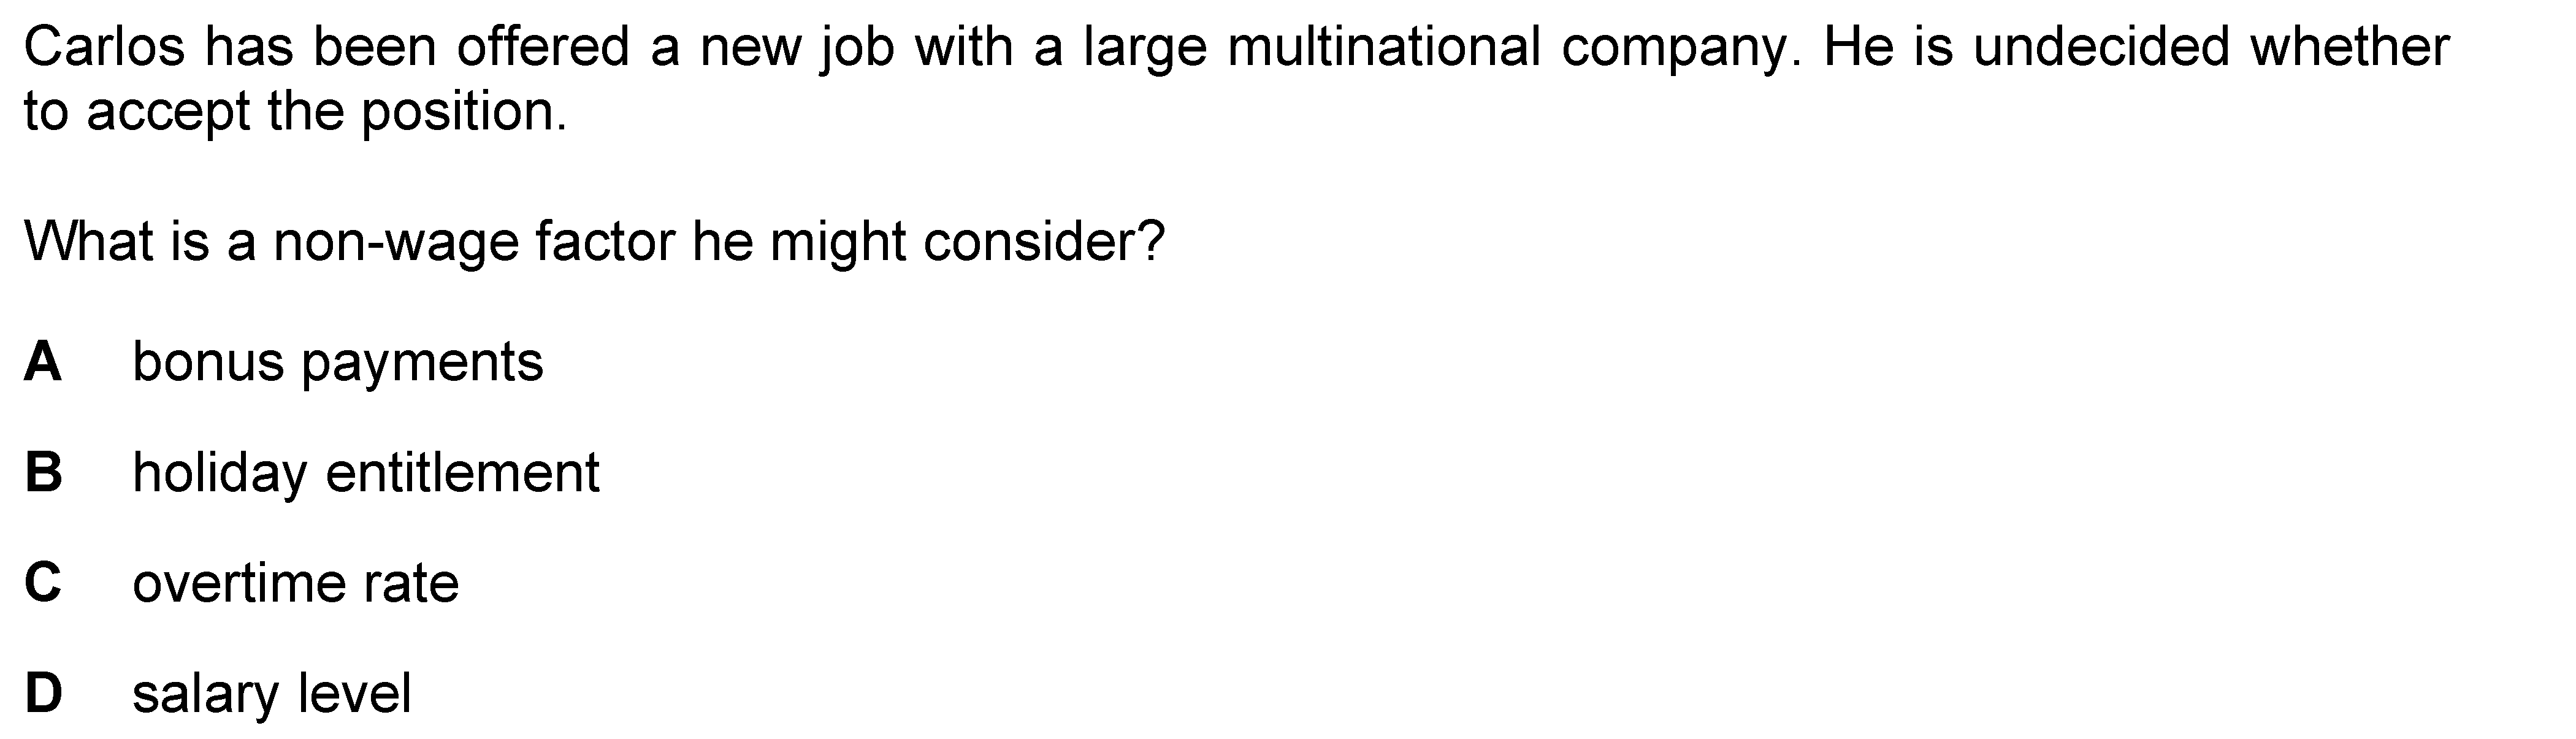 Carlos has been offered a new job with a large multinational company. He is undecided whether
to accept the position.
What is a non-wage factor he might consider?
A bonus payments
B holiday entitlement
C overtime rate
D salary level